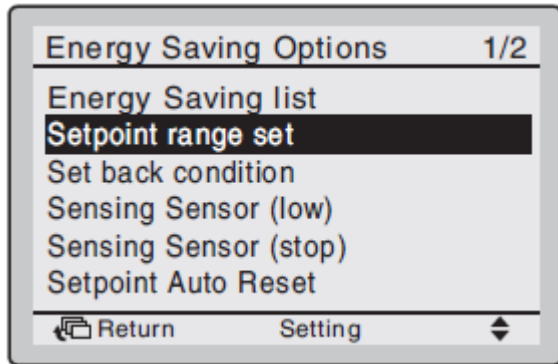 Energy Saving Options 1/2
Energy Saving list
Setpoint range set
Set back condition
Sensing Sensor (low)
Sensing Sensor (stop)
Setpoint Auto Reset
Return Setting